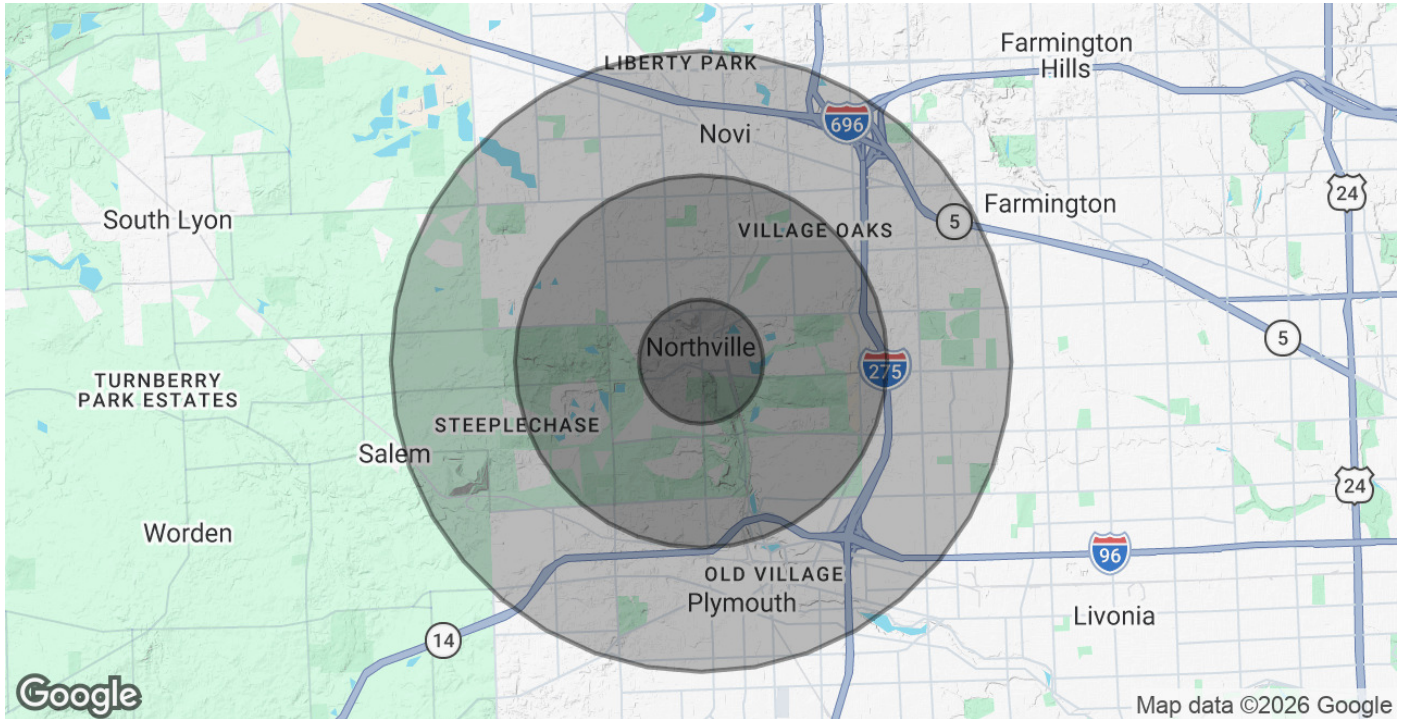 Farmington
Hills
LIBERTY PARK
696
Novi
24
South Lyon
5
Farmington
VILLAGE OAKS
5
Northville
275
TURNBERRY
PARK ESTATES
STEEPLECHASE
Salem
24
Worden
96
OLD VILLAGE
Plymouth
Livonia
14
Google
Map data ©2026 Google